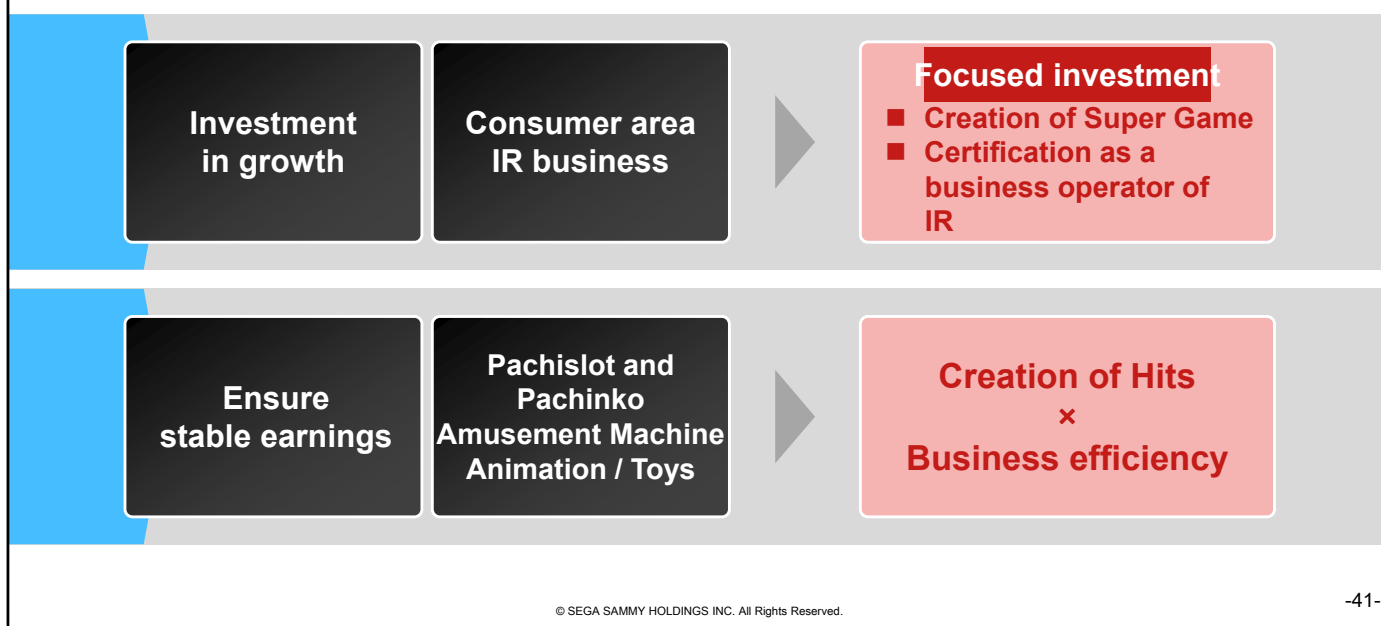 Investment
in growth
Consumer area
IR business
Focused investment
■ Creation of Super Game
■ Certification as a
business operator of
IR
Ensure
stable earnings
Pachislot and
Pachinko
Amusement Machine
Animation / Toys
Creation of Hits
×
Business efficiency
© SEGA SAMMY HOLDINGS INC. All Rights Reserved.
-41-